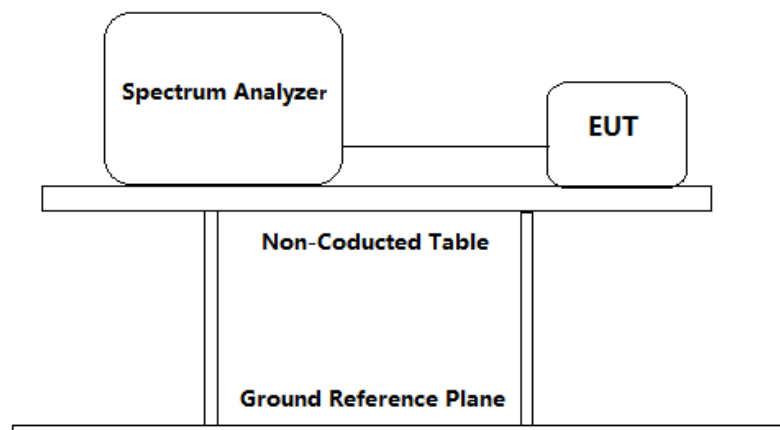 Spectrum Analyzer
EUT
Non-Coducted Table
Ground Reference Plane